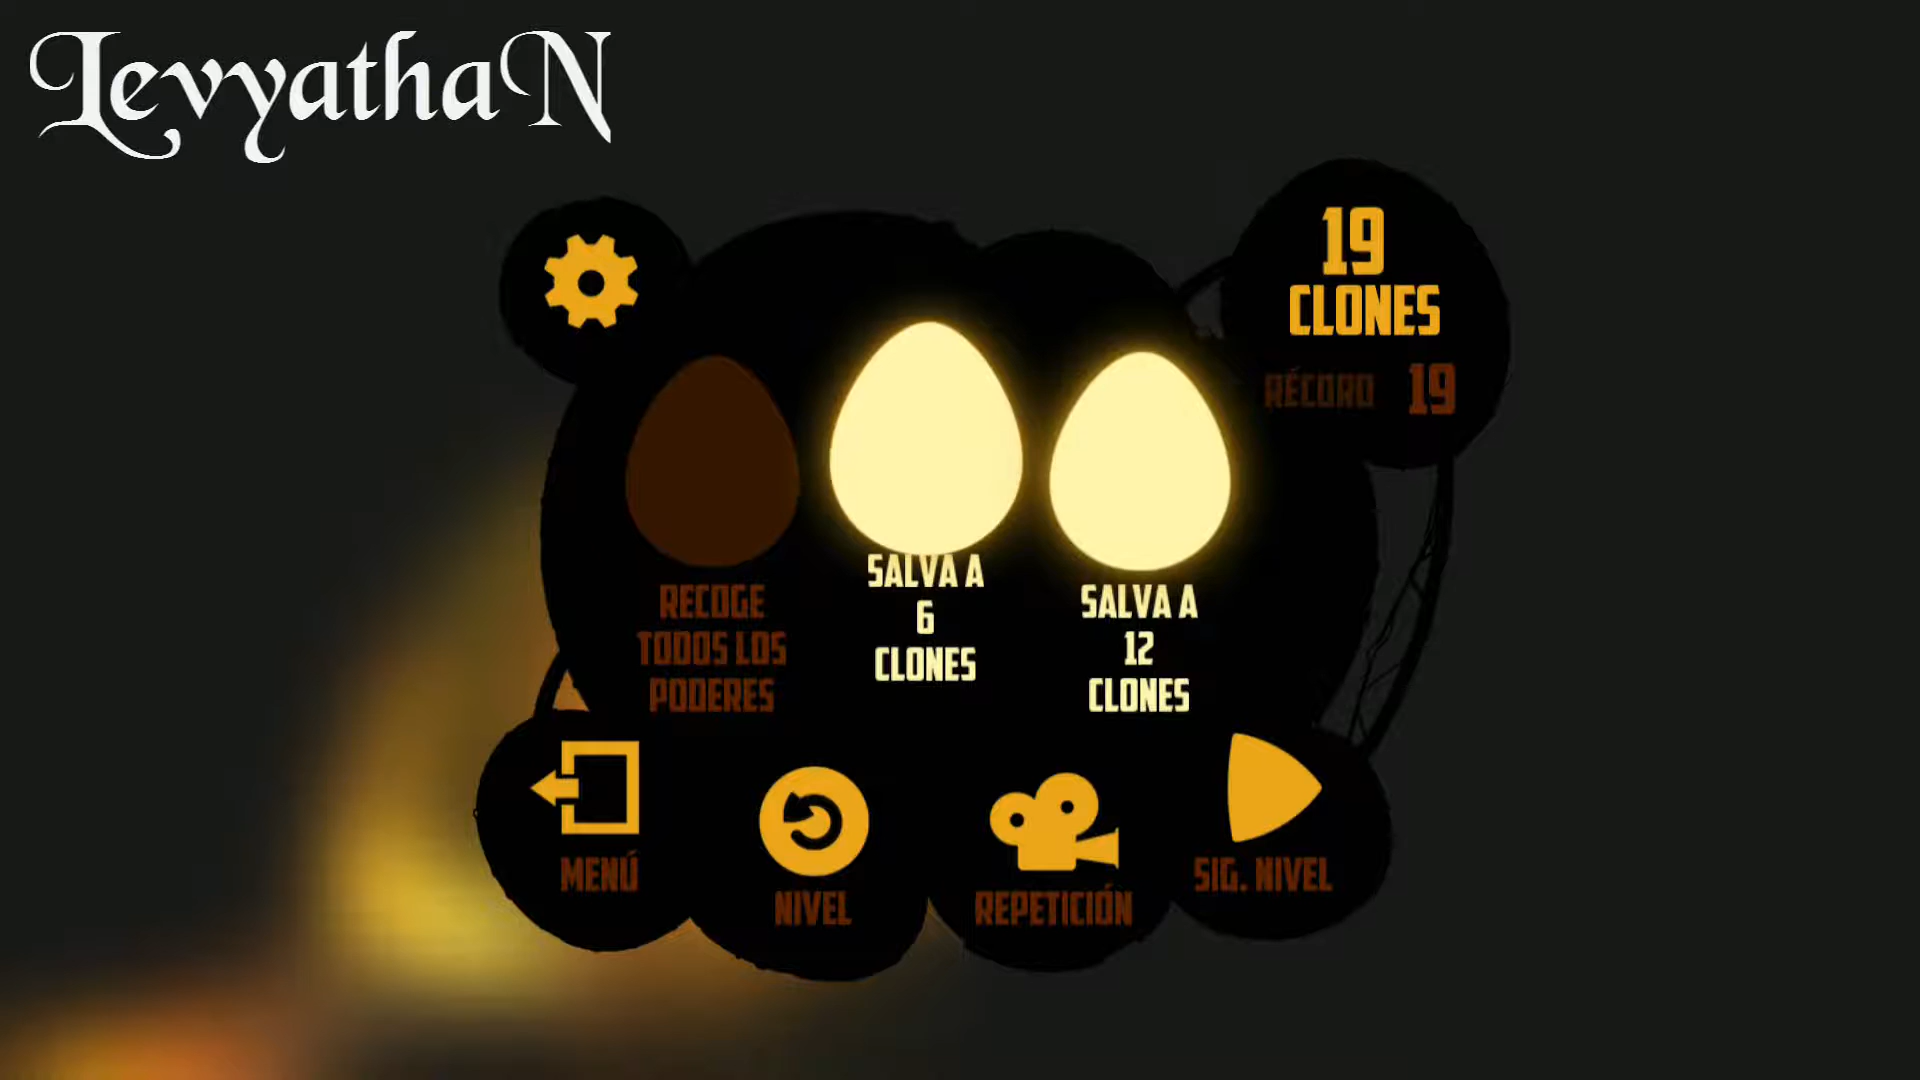 LevyathaN
19
CLONES
RÉCORD 19
RECOGE
TODOS LOS
PODERES
SALVA A
6
CLONES
SALVA A
12
CLONES
MENÚ
NIVEL
REPETICIÓN
SIG. NIVEL